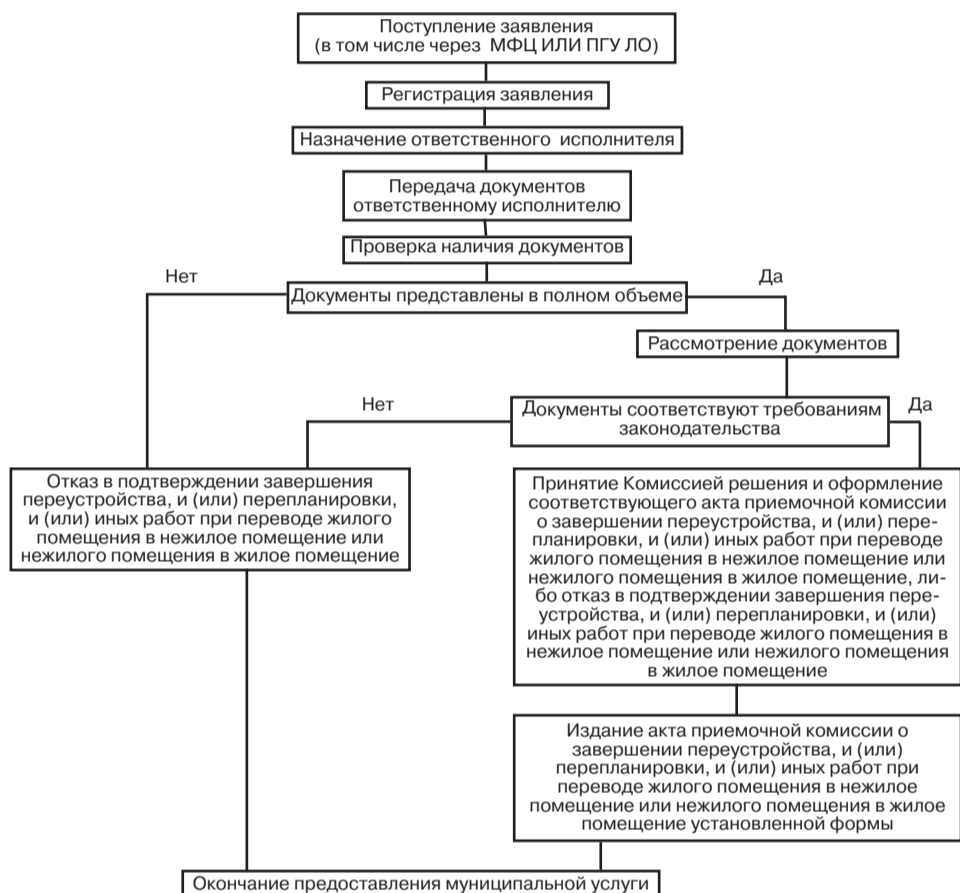 Поступление заявления
(в том числе через МФЦ ИЛИ ПГУ ЛО)
Регистрация заявления
Назначение ответственного исполнителя
Передача документов
ответственному исполнителю
Проверка наличия документов
Нет
Да
Документы представлены в полном объеме
Рассмотрение документов
Нет
Да
Документы соответствуют требованиям
законодательства
Отказ в подтверждении завершения
переустройства, и (или) перепланировки,
и (или) иных работ при переводе жилого
помещения в нежилое помещение или
нежилого помещения в жилое помещение
Принятие Комиссией решения и оформление
соответствующего акта приемочной комиссии
о завершении переустройства, и (или) пере-
планировки, и (или) иных работ при переводе
жилого помещения в нежилое помещение или
нежилого помещения в жилое помещение, ли-
бо отказ в подтверждении завершения пере-
устройства, и (или) перепланировки, и (или)
иных работ при переводе жилого помещения в
нежилое помещение или нежилого помещения
в жилое помещение
Издание акта приемочной комиссии о
завершении переустройства, и (или)
перепланировки, и (или) иных работ при
переводе жилого помещения в нежилое
помещение или нежилого помещения в жилое
помещение установленной формы
Окончание предоставления муниципальной услуги